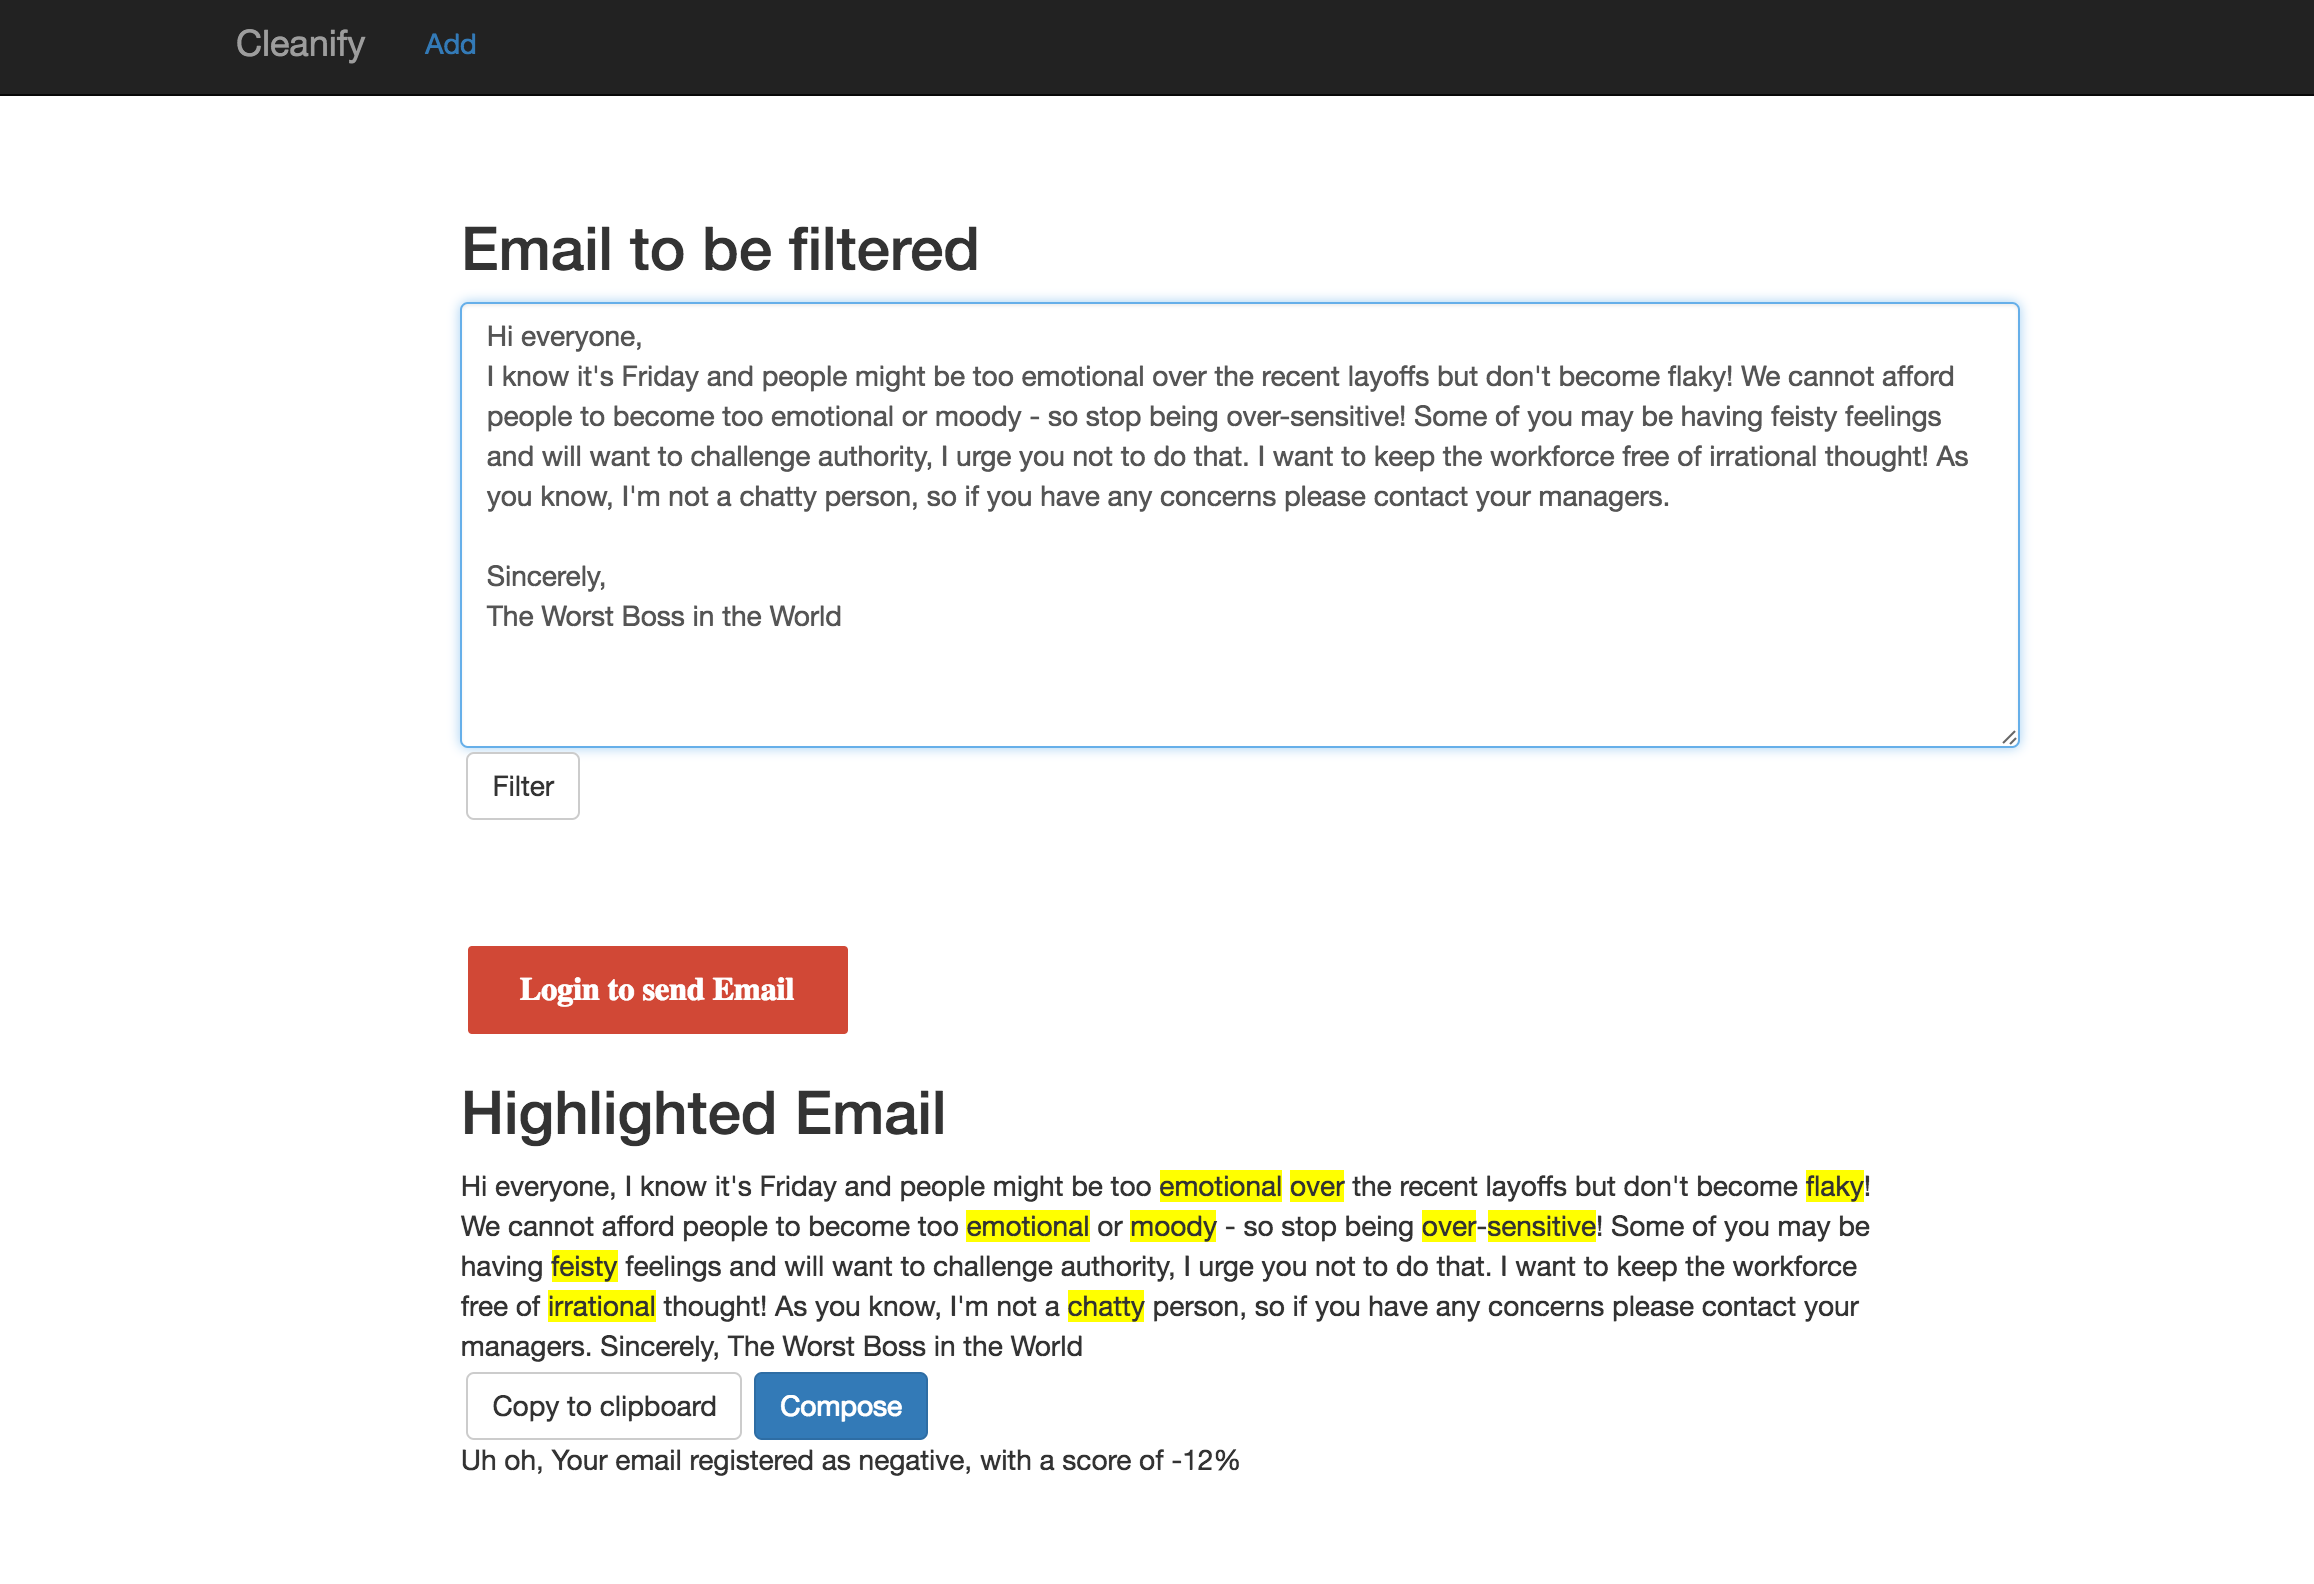 Cleanify Add
Email to be filtered
Hi everyone,
I know it's Friday and people might be too emotional over the recent layoffs but don't become flaky! We cannot afford
people to become too emotional or moody - so stop being over-sensitive! Some of you may be having feisty feelings
and will want to challenge authority, I urge you not to do that. I want to keep the workforce free of irrational thought! As
you know, I'm not a chatty person, so if you have any concerns please contact your managers.
Sincerely,
The Worst Boss in the World
Filter
Login to send Email
Highlighted Email
Hi everyone, I know it's Friday and people might be too emotional over the recent layoffs but don't become flaky!
We cannot afford people to become too emotional or moody - so stop being over-sensitive! Some of you may be
having feisty feelings and will want to challenge authority, I urge you not to do that. I want to keep the workforce
free of irrational thought! As you know, I'm not a chatty person, so if you have any concerns please contact your
managers. Sincerely, The Worst Boss in the World
Copy to clipboard Compose
Uh oh, Your email registered as negative, with a score of -12%